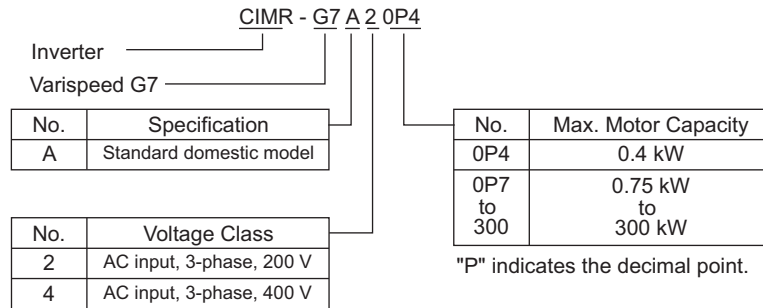 CIMR - G7 A 2 0P4
Inverter
Varispeed G7
No. Specification
A Standard domestic model
No. Voltage Class
2 AC input, 3-phase, 200 V
4 AC input, 3-phase, 400 V
No. Max. Motor Capacity
0P4 0.4 kW
0P7 0.75 kW
to to
300 300 kW
"P" indicates the decimal point.